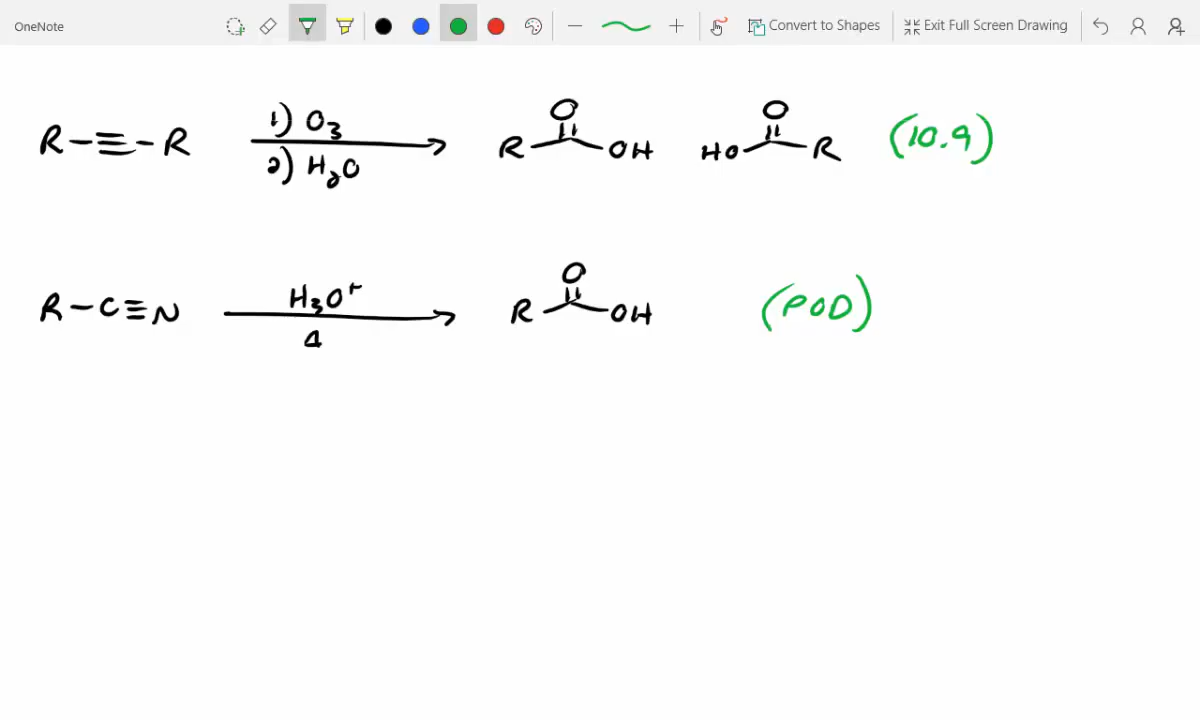 OneNote Convert to Shapes Exit Full Screen Drawing
R-≡-R 1) O₃ 2) H₂O → R O OH HO O R (10.9)
R-C≡N H₃O⁺ Δ → R O OH (POD)